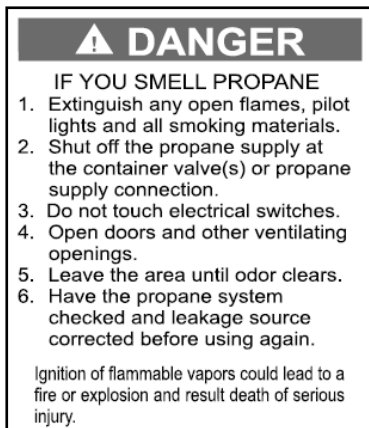 DANGER
IF YOU SMELL PROPANE
1. Extinguish any open flames, pilot
lights and all smoking materials.
2. Shut off the propane supply at
the container valve(s) or propane
supply connection.
3. Do not touch electrical switches.
4. Open doors and other ventilating
openings.
5. Leave the area until odor clears.
6. Have the propane system
checked and leakage source
corrected before using again.
Ignition of flammable vapors could lead to a
fire or explosion and result death of serious
injury.